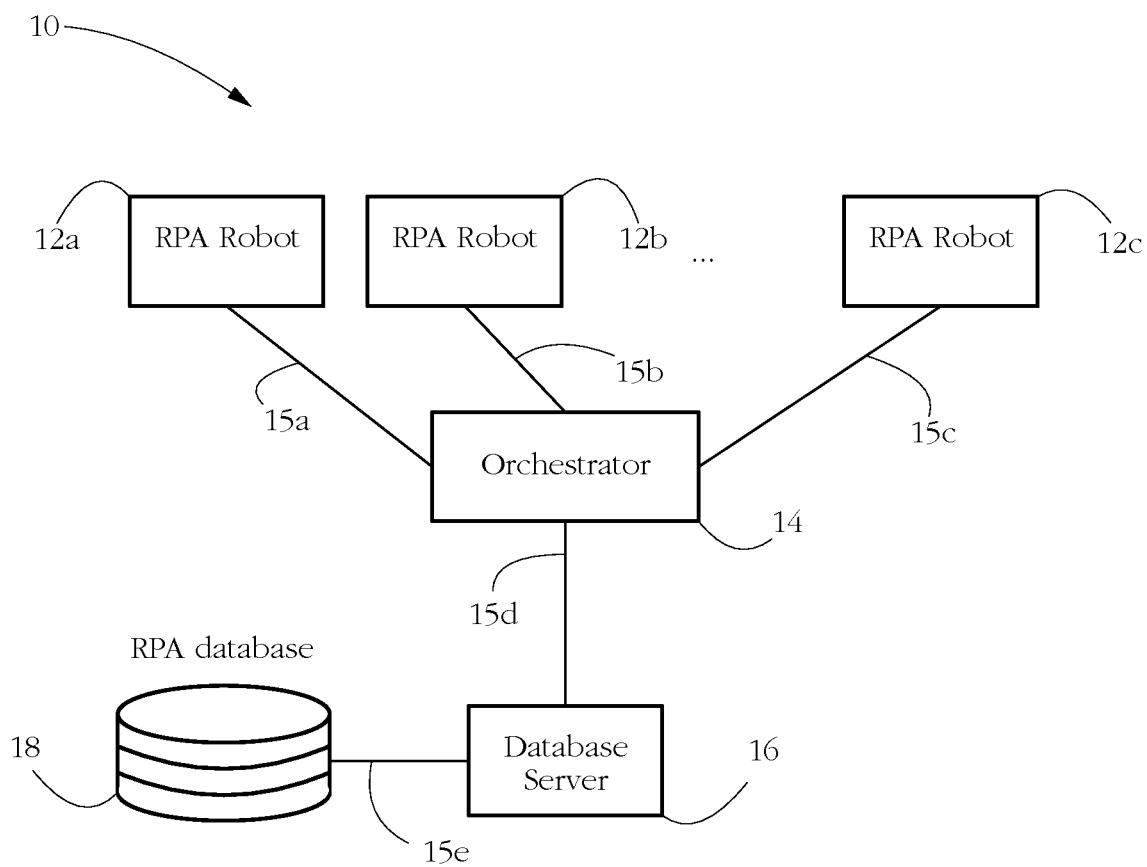 10
12a
RPA Robot
RPA Robot
12b
...
RPA Robot
12c
15a
15b
15c
Orchestrator
14
15d
RPA database
18
Database
Server
16
15e